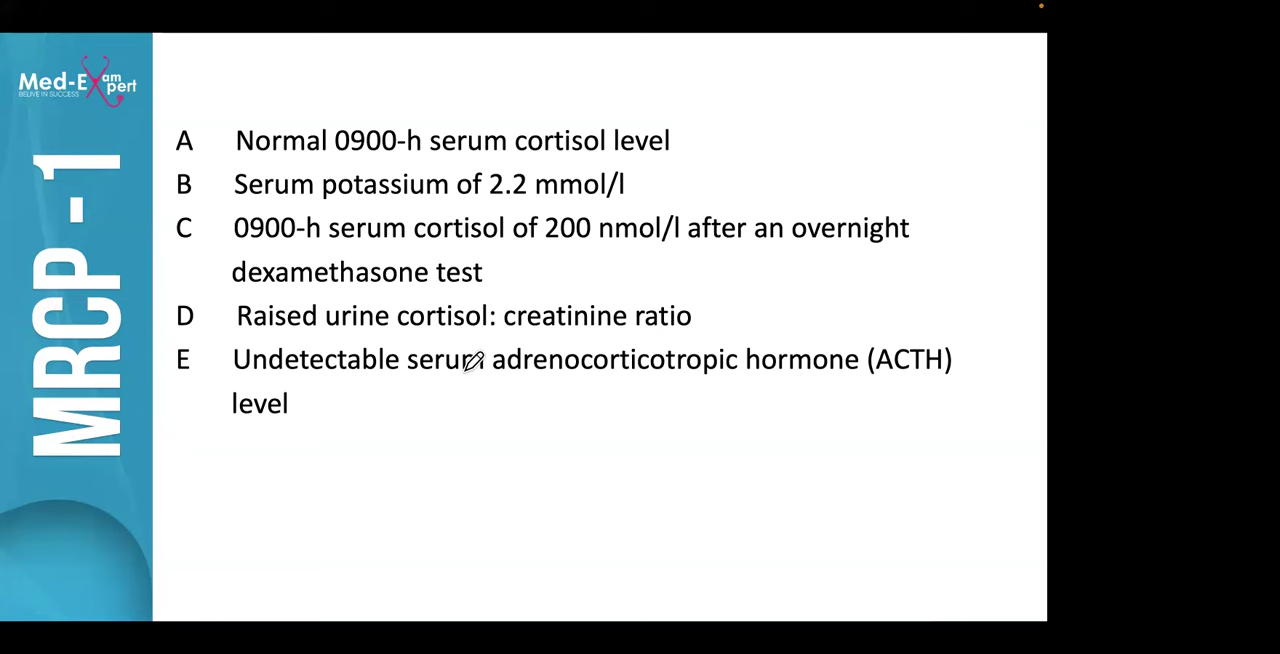 Med-Expert
am
BELIVE IN SUCCESS
MRCP-1
A Normal 0900-h serum cortisol level
B Serum potassium of 2.2 mmol/l
C 0900-h serum cortisol of 200 nmol/l after an overnight
dexamethasone test
D Raised urine cortisol: creatinine ratio
E Undetectable serum adrenocorticotropic hormone (ACTH)
level